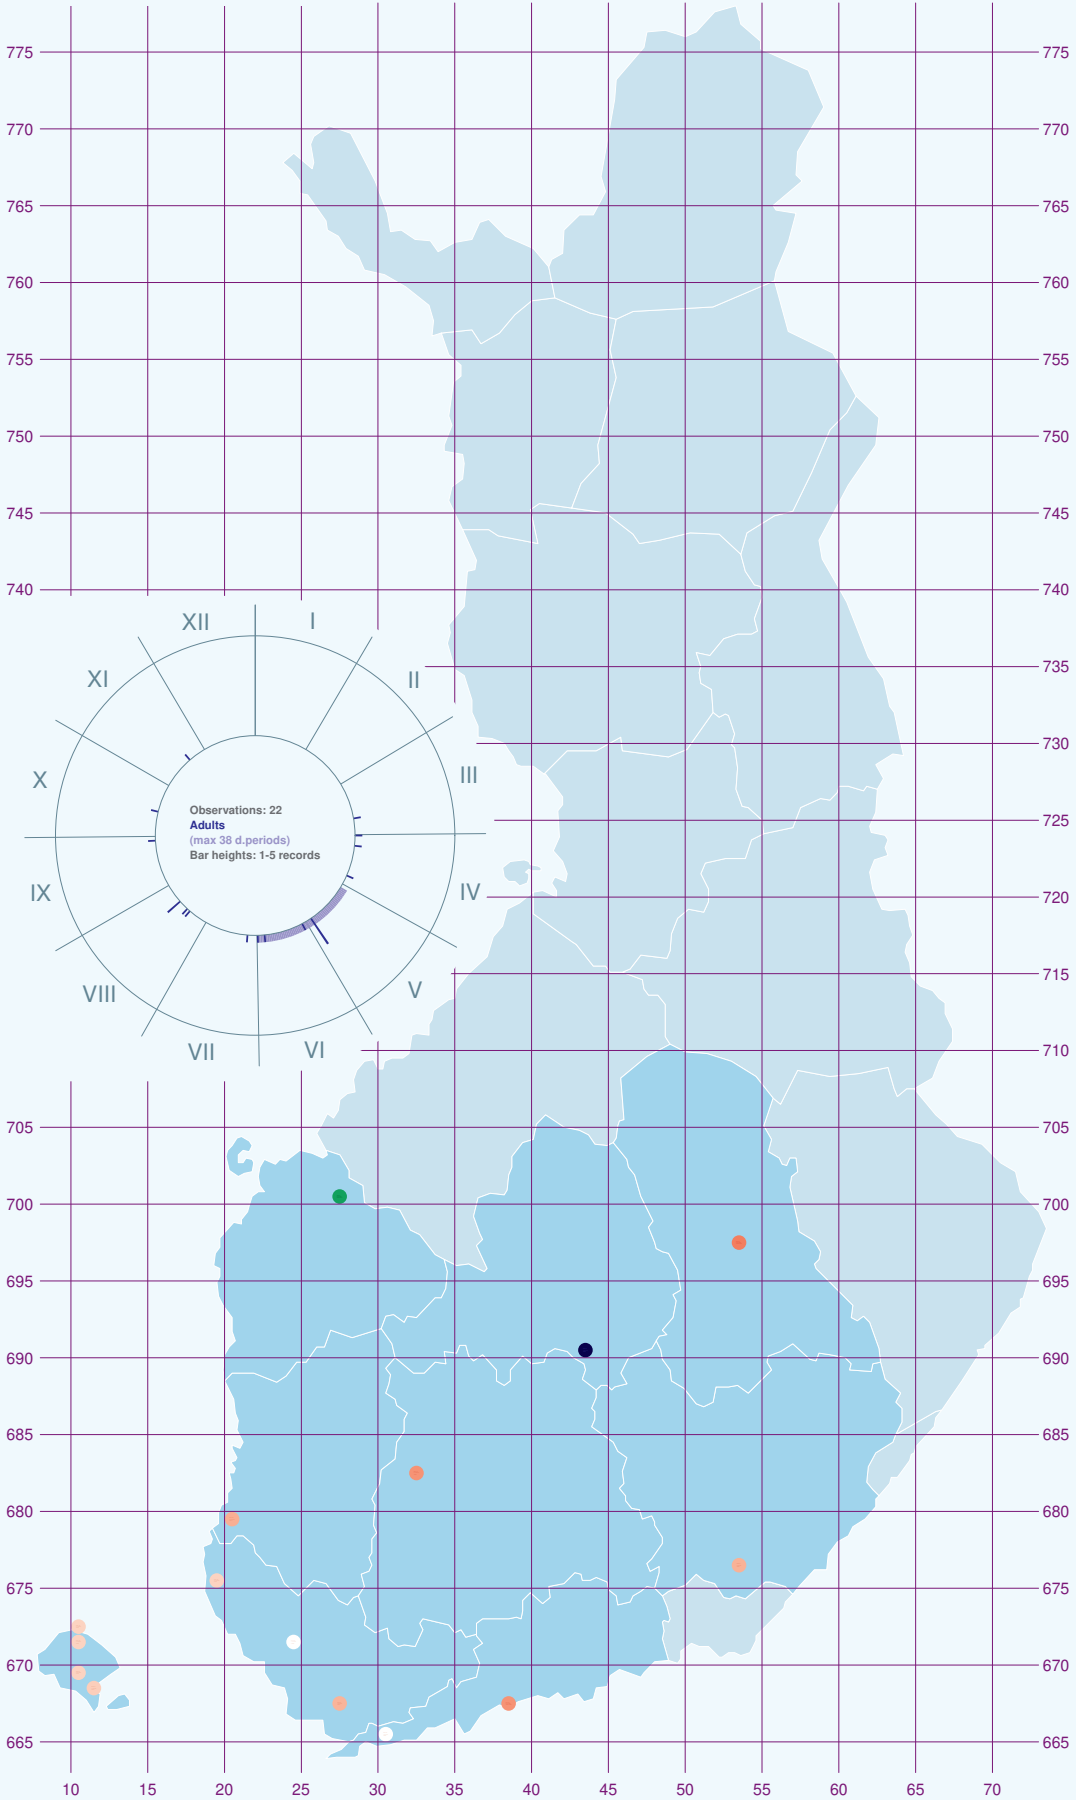 775 775
770 770
765 765
760 760
755 755
750 750
745 745
740 740
XII I
735
XI II
730
X III
Observations: 22
Adults
(max 38 d.periods)
Bar heights: 1-5 records
725
IX IV
720
VIII V
715
VII VI
710
705 705
700 700
695 695
690 690
685 685
680 680
675 675
670 670
665 665
10 15 20 25 30 35 40 45 50 55 60 65 70